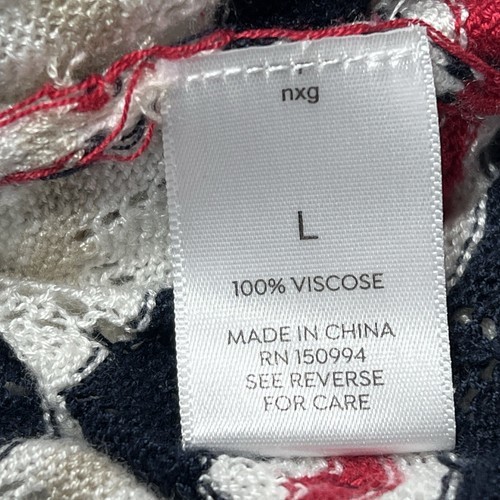 nxg
L
100% VISCOSE
MADE IN CHINA
RN 150994
SEE REVERSE
FOR CARE